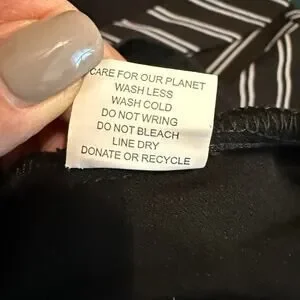 CARE FOR OUR PLANET
WASH LESS
WASH COLD
DO NOT WRING
DO NOT BLEACH
LINE DRY
DONATE OR RECYCLE